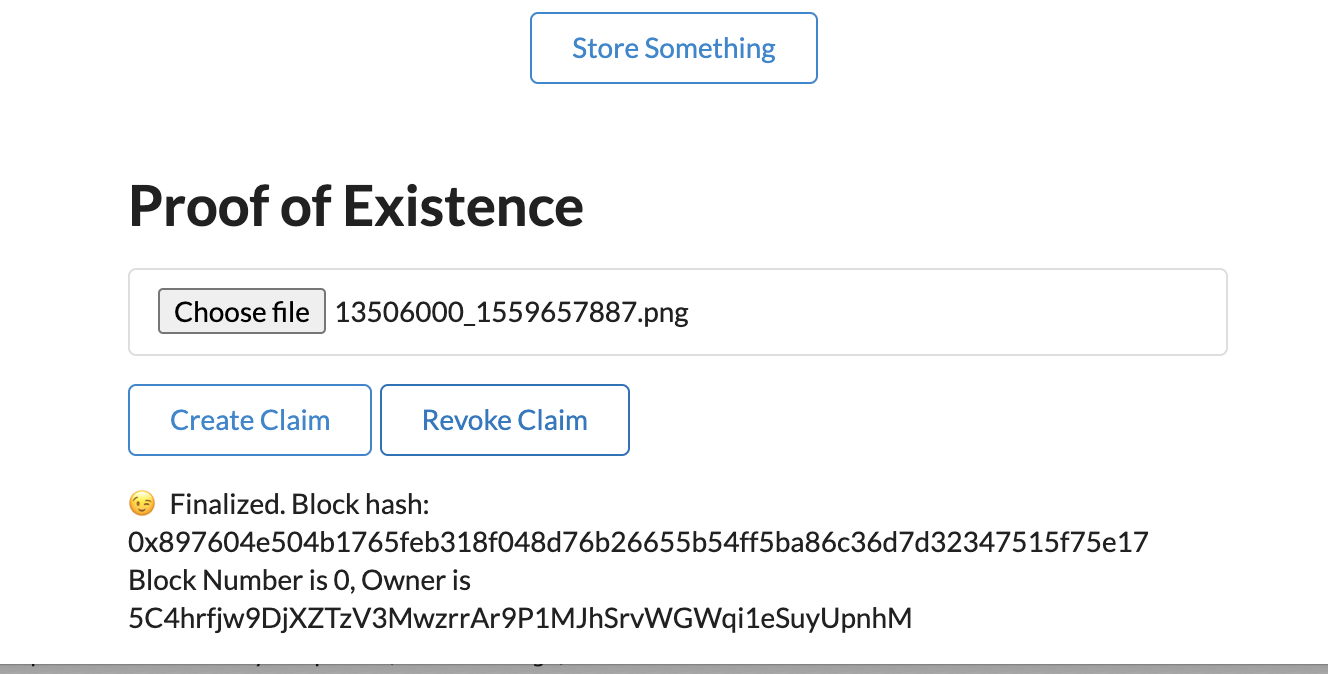 Store Something
Proof of Existence
Choose file 13506000_1559657887.png
Create Claim Revoke Claim
😉 Finalized. Block hash:
0x897604e504b1765feb318f048d76b26655b54ff5ba86c36d7d32347515f75e17
Block Number is 0, Owner is
5C4hrfjw9DjXZTzV3MwzrrAr9P1MJhSrvWGWqi1eSuyUpnhM